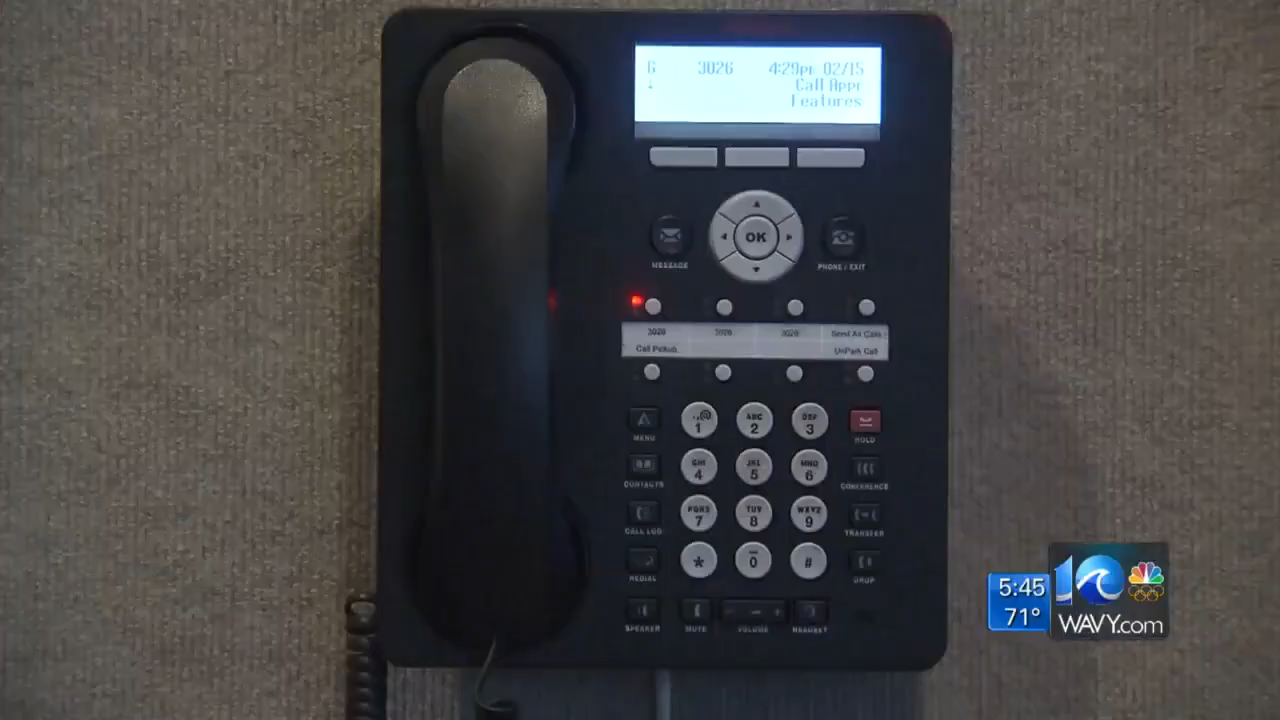 G 3026 4:29pm 02/15
Call Appr
Features
OK
MESSAGE
PHONE / EXIT
3026 3026 3026 Send All Calls
Call Pickup UnPark Call
1
ABC
2
DEF
3
MENU
HOLD
GHI
4
JKL
5
MNO
6
CONTACTS
CONFERENCE
PQRS
7
TUV
8
WXYZ
9
CALL LOG
TRANSFER
*
0
#
REDIAL
DROP
SPEAKER
MUTE
VOLUME
HEADSET
5:45
71°
10
WAVY.com